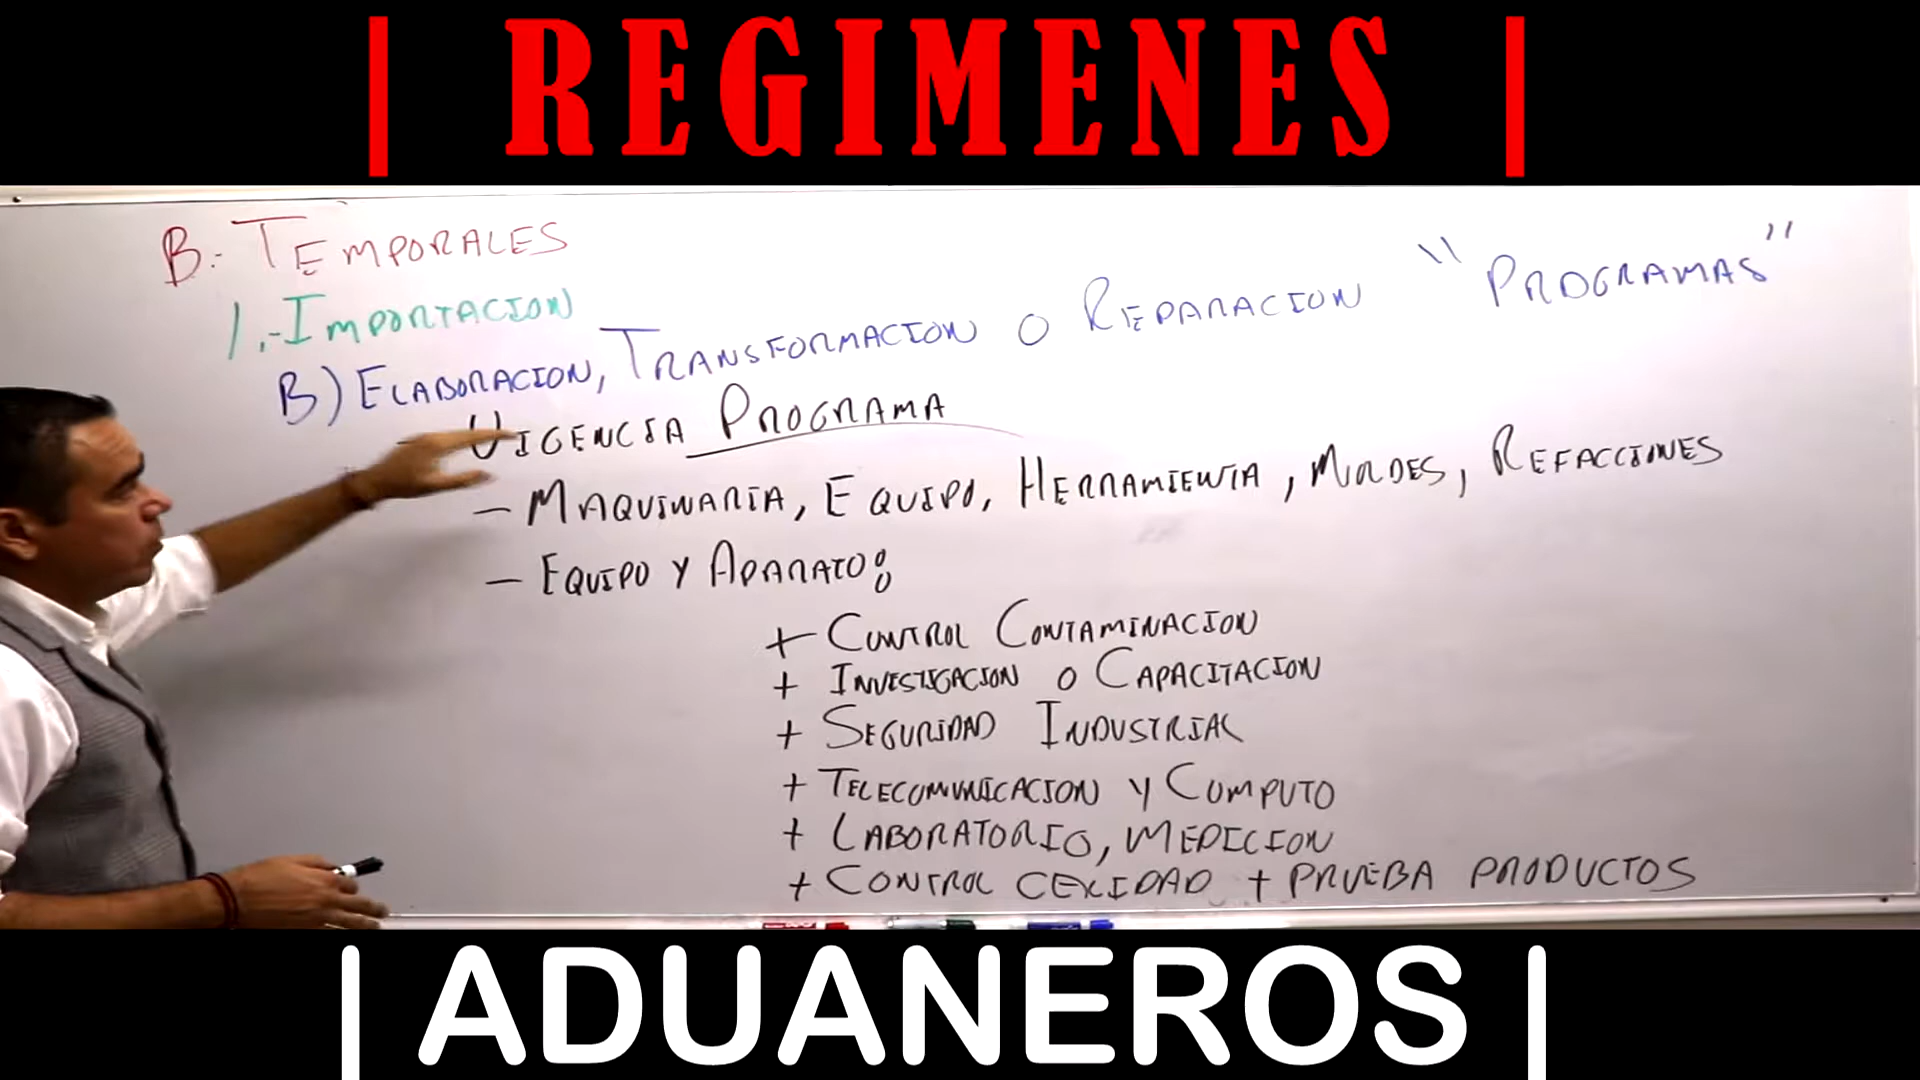 | REGIMENES |
B.- TEMPORALES
1.- IMPORTACION
B) ELABORACION, TRANSFORMACION O REPARACION "PROGRAMAS"
VIGENCIA PROGRAMA
- MAQUINARIA, EQUIPO, HERRAMIENTA, MOLDES, REFACCIONES
- EQUIPO Y APARATO:
+ CONTROL CONTAMINACION
+ INVESTIGACION O CAPACITACION
+ SEGURIDAD INDUSTRIAL
+ TELECOMUNICACION Y COMPUTO
+ LABORATORIO, MEDICION
+ CONTROL CALIDAD + PRUEBA PRODUCTOS
| ADUANEROS |